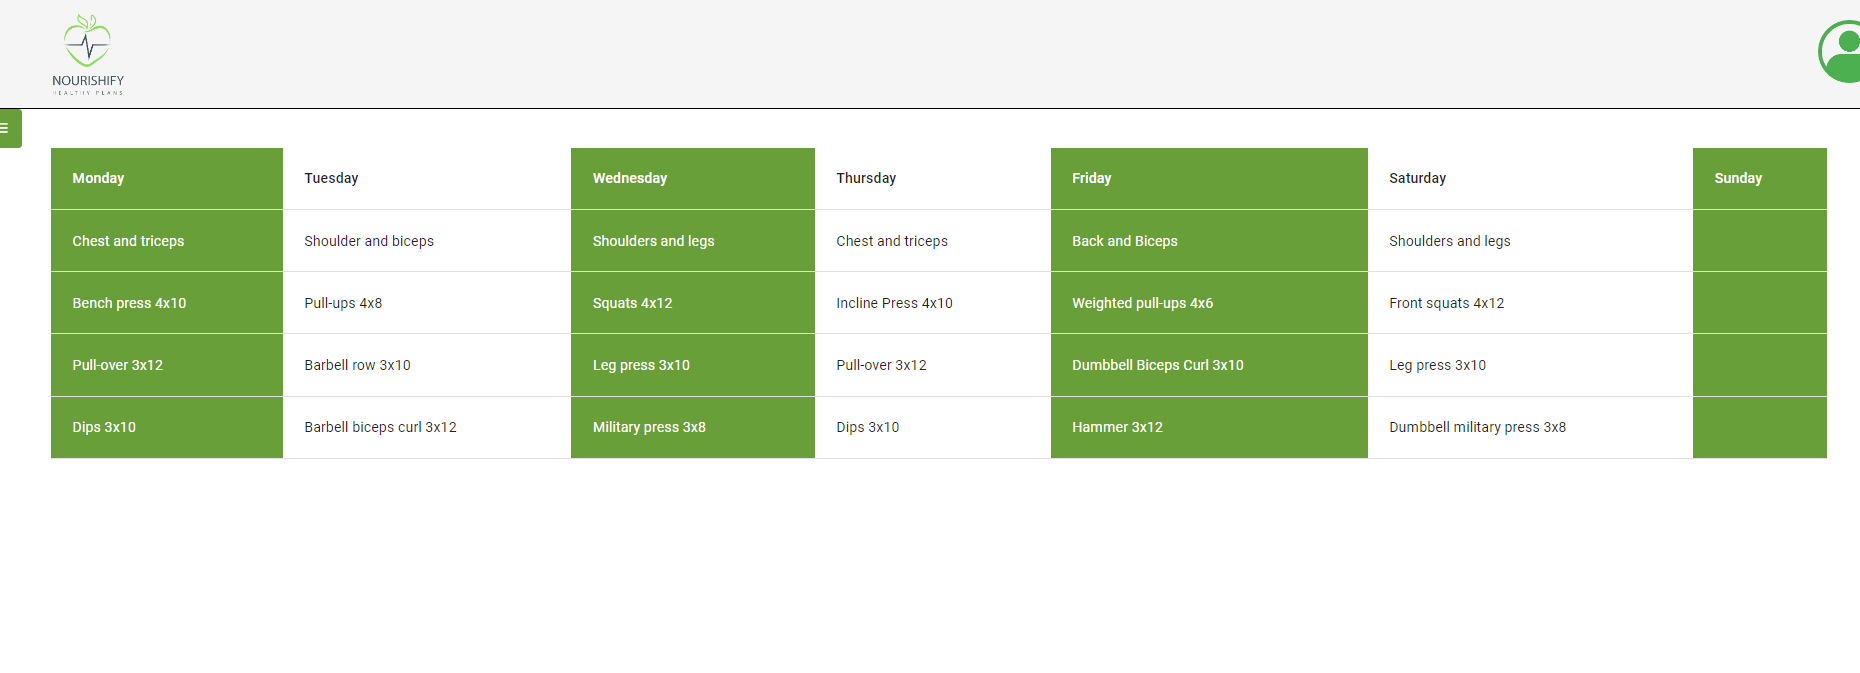 NOURISHIFY
HEALTHY PLANS
Monday Tuesday Wednesday Thursday Friday Saturday Sunday
Chest and triceps Shoulder and biceps Shoulders and legs Chest and triceps Back and Biceps Shoulders and legs
Bench press 4x10 Pull-ups 4x8 Squats 4x12 Incline Press 4x10 Weighted pull-ups 4x6 Front squats 4x12
Pull-over 3x12 Barbell row 3x10 Leg press 3x10 Pull-over 3x12 Dumbbell Biceps Curl 3x10 Leg press 3x10
Dips 3x10 Barbell biceps curl 3x12 Military press 3x8 Dips 3x10 Hammer 3x12 Dumbbell military press 3x8